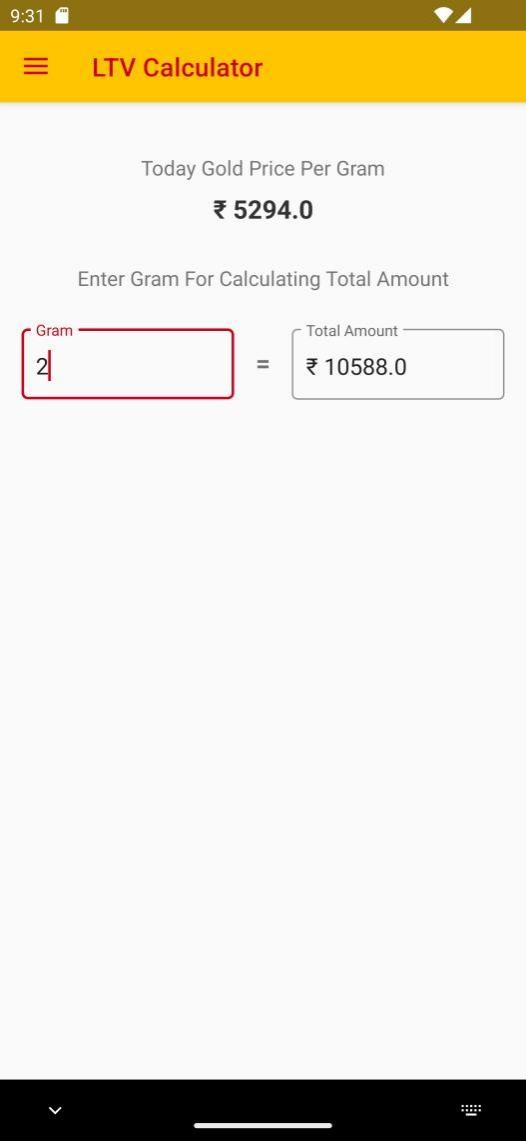 9:31
LTV Calculator
Today Gold Price Per Gram
₹ 5294.0
Enter Gram For Calculating Total Amount
Gram
2
=
Total Amount
₹ 10588.0